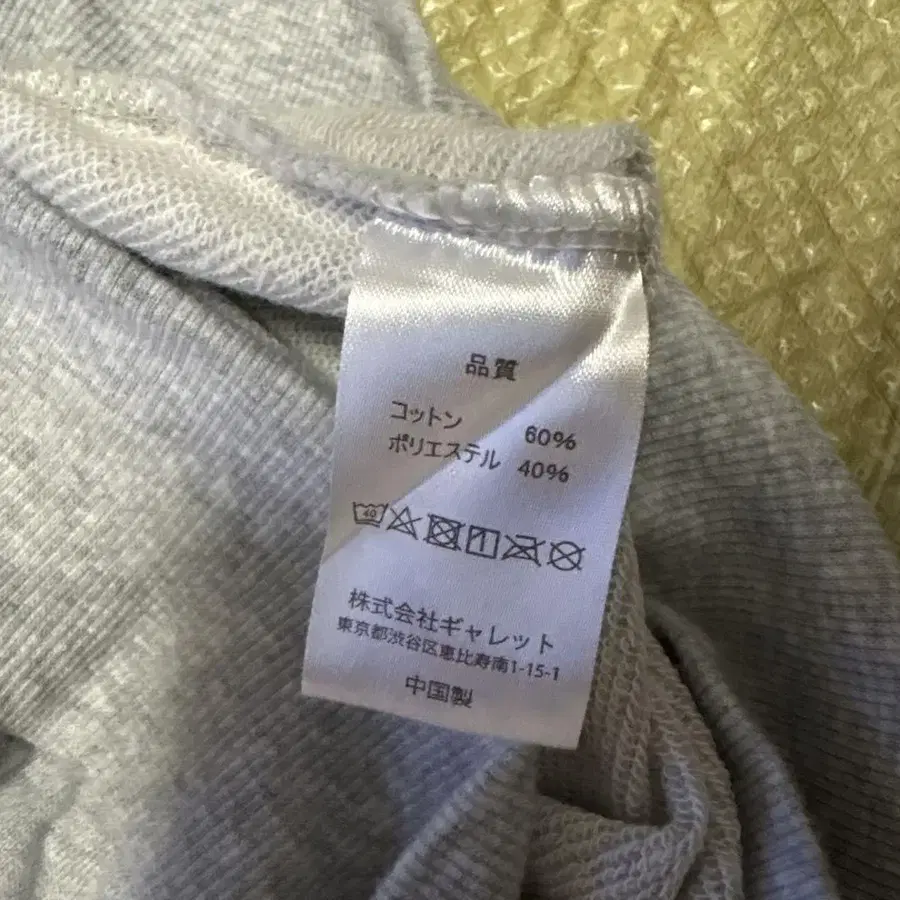 品質
コットン 60%
ポリエステル 40%
40
株式会社ギャレット
東京都渋谷区恵比寿南1-15-1
中国製